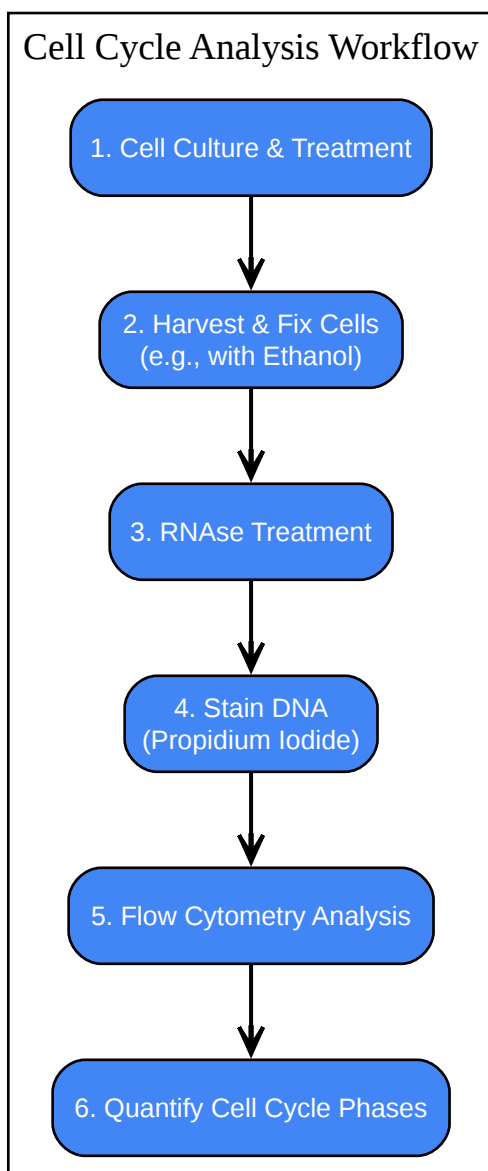 Cell Cycle Analysis Workflow
1. Cell Culture & Treatment
2. Harvest & Fix Cells
(e.g., with Ethanol)
3. RNAse Treatment
4. Stain DNA
(Propidium Iodide)
5. Flow Cytometry Analysis
6. Quantify Cell Cycle Phases